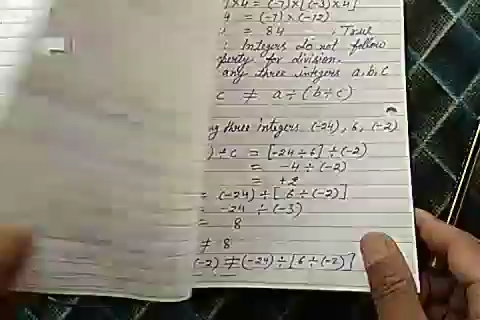 7×4 = (-7)×[(-3)×4]
4 = (-7)×(-12)
= 84 , True
: Integers do not follow
perty for division.
any three integers a, b, c
c ≠ a÷(b÷c)
ng three integers (-24), 6, (-2)
)÷c = [-24÷6]÷(-2)
= -4÷(-2)
= +2
= (-24)÷[6÷(-2)]
= -24÷(-3)
= 8
≠ 8
(-2) ≠ (-24)÷[6÷(-2)]